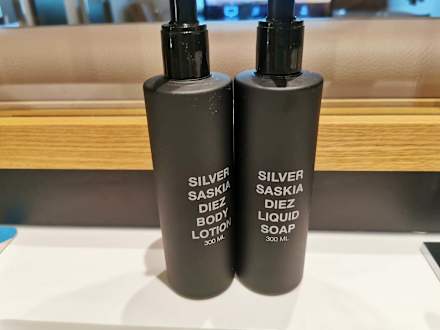 SILVER
SASKIA
DIEZ
BODY
LOTION
300 ML
SILVER
SASKIA
DIEZ
LIQUID
SOAP
300 ML